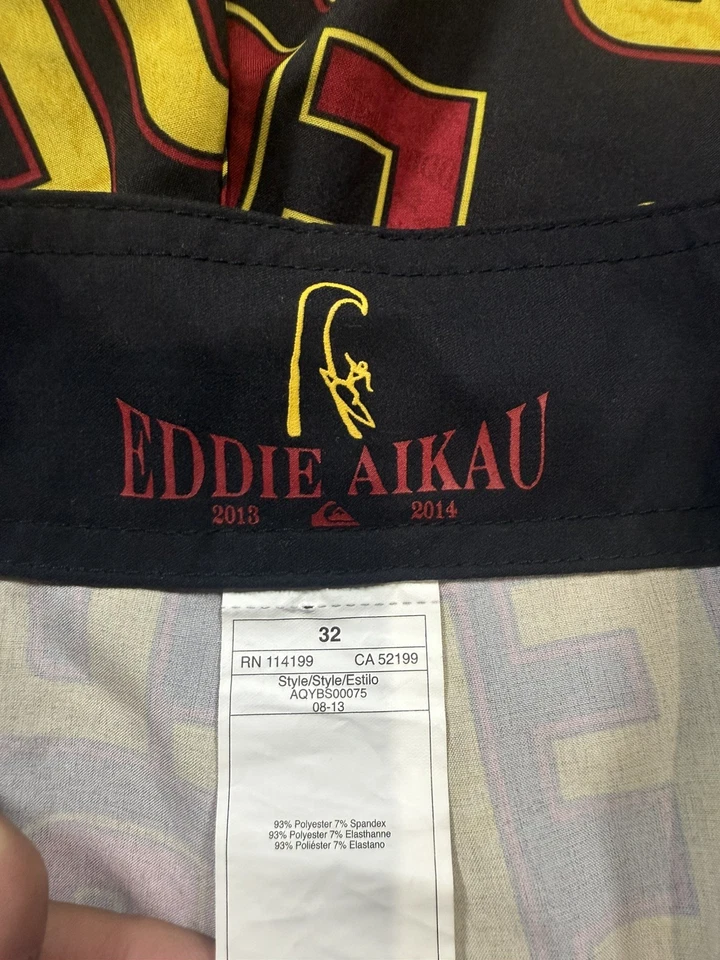 EDDIE AIKAU
2013 2014
32
RN 114199 CA 52199
Style/Style/Estilo
AQYBS00075
08-13
93% Polyester 7% Spandex
93% Polyester 7% Elasthanne
93% Poliéster 7% Elastano